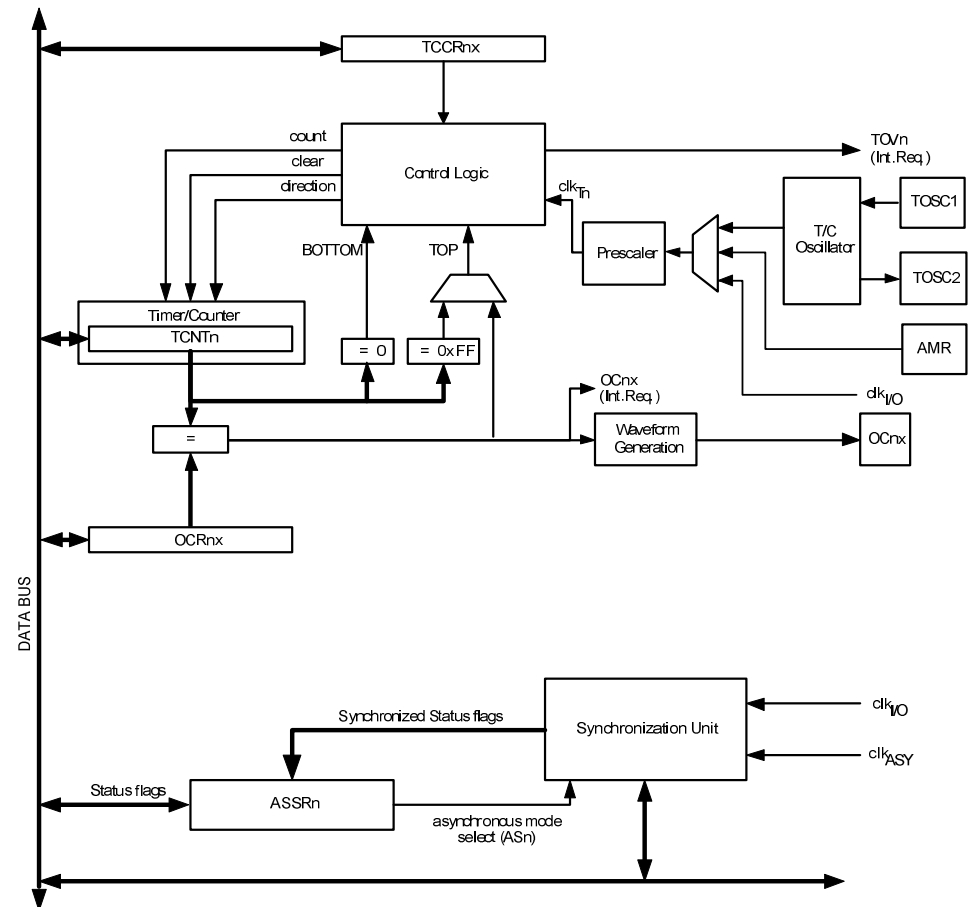 TCCRnx
count
clear
direction
Control Logic
TOVn
(Int.Req.)
clkTn
TOSC1
T/C
Oscillator
TOSC2
BOTTOM
TOP
Prescaler
Timer/Counter
TCNTn
= 0
= 0xFF
AMR
OCnx
(Int.Req.)
clkI/O
=
Waveform
Generation
OCnx
OCRnx
DATA BUS
Synchronized Status flags
Synchronization Unit
clkI/O
clkASY
Status flags
ASSRn
asynchronous mode
select (ASn)